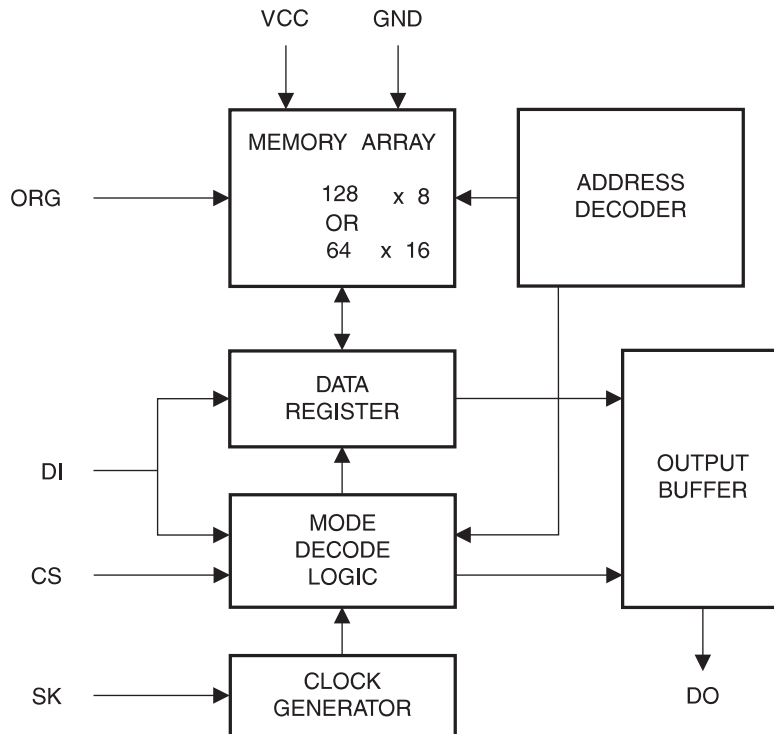 VCC GND
MEMORY ARRAY
128 x 8
OR
64 x 16
ORG
ADDRESS
DECODER
DATA
REGISTER
DI
OUTPUT
BUFFER
MODE
DECODE
LOGIC
CS
SK
CLOCK
GENERATOR
DO